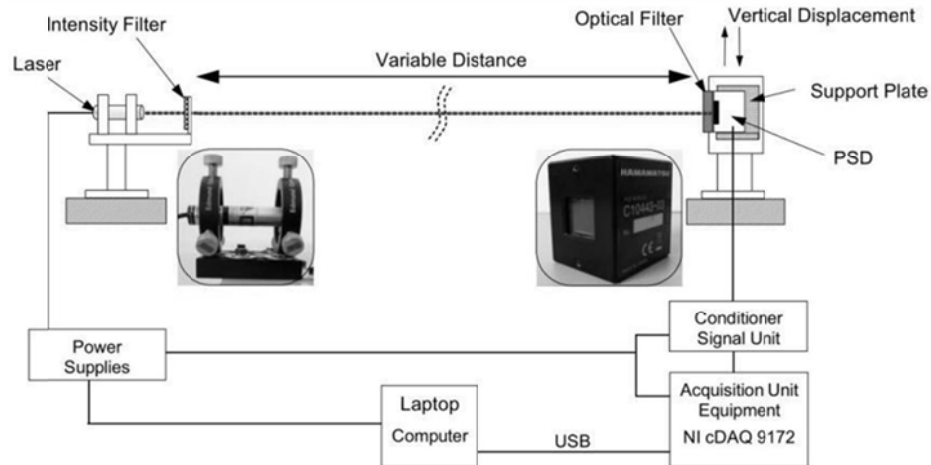 Intensity Filter
Laser
Variable Distance
Optical Filter
Vertical Displacement
Support Plate
PSD
HAMAMATSU
C10443-03
CE
Power
Supplies
Conditioner
Signal Unit
Laptop
Computer
USB
Acquisition Unit
Equipment
NI cDAQ 9172